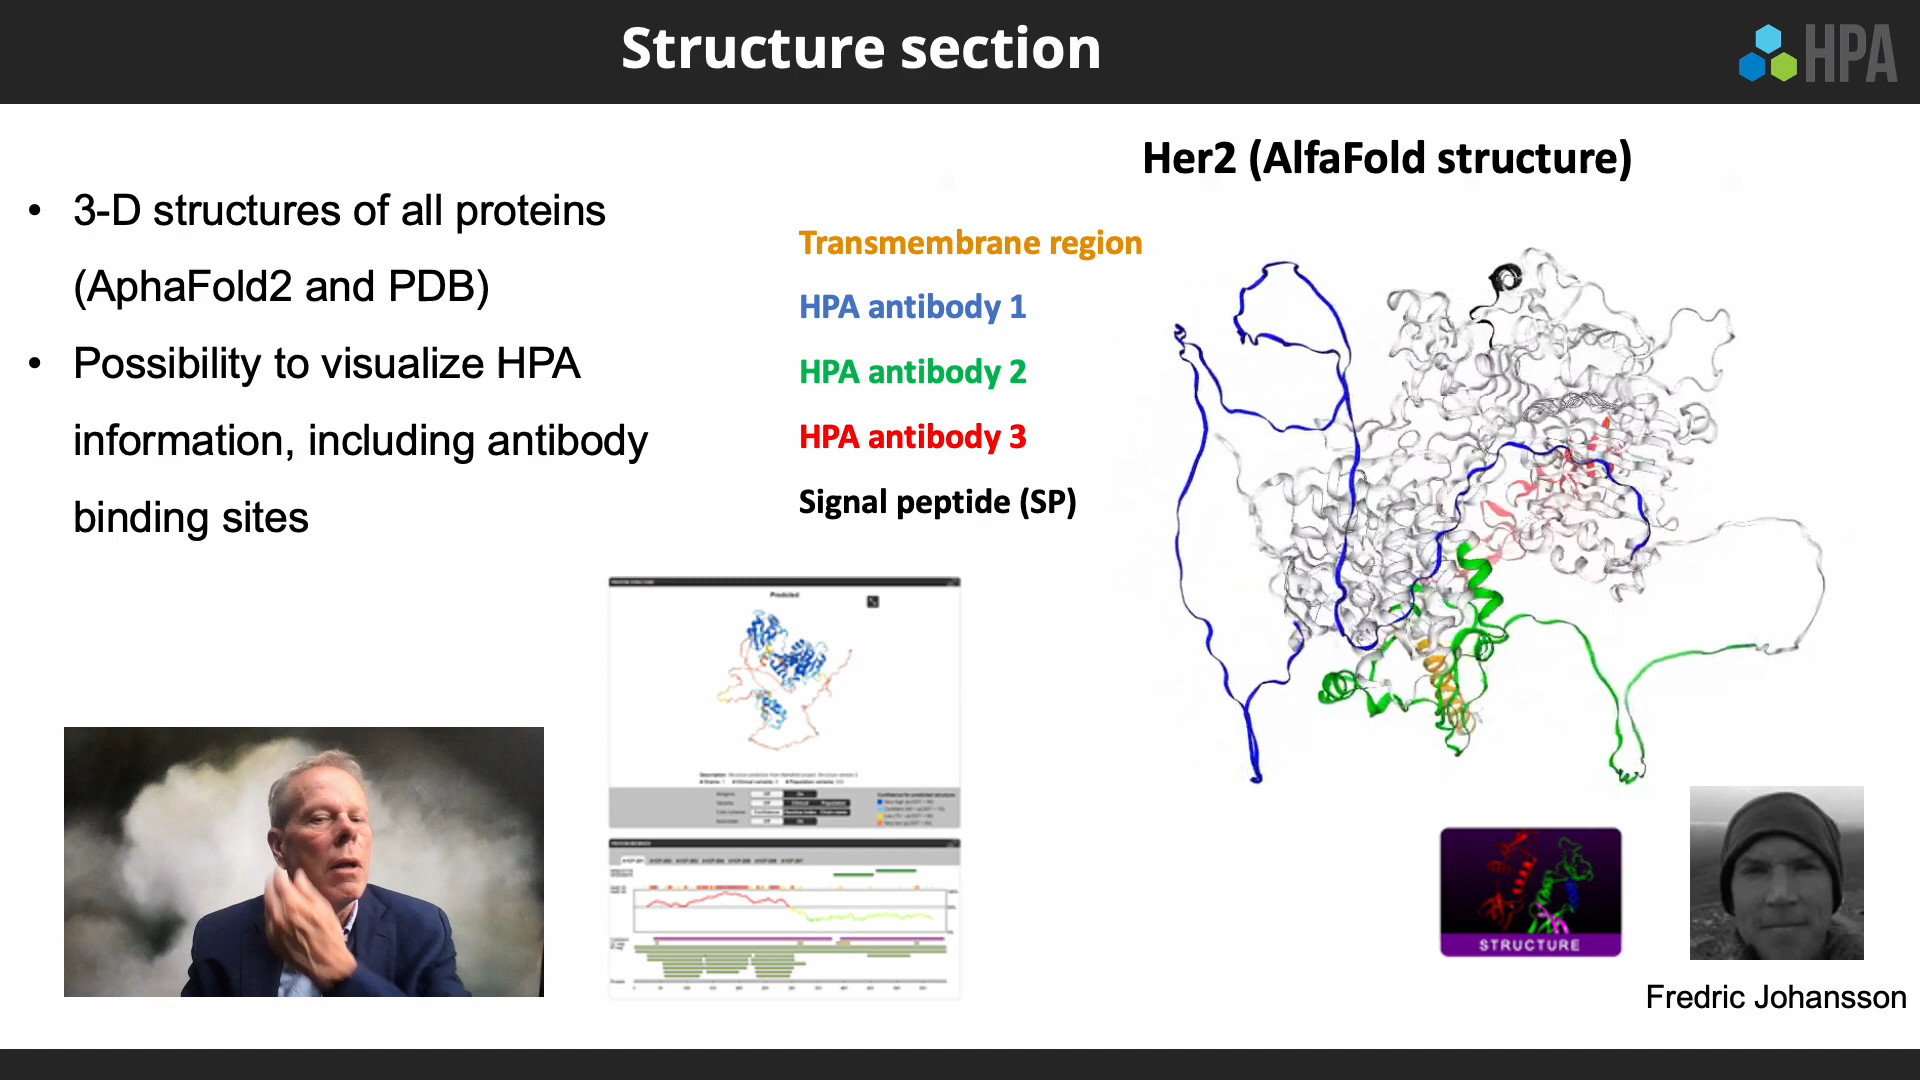 Structure section
HPA
• 3-D structures of all proteins
(AphaFold2 and PDB)
• Possibility to visualize HPA
information, including antibody
binding sites
Her2 (AlfaFold structure)
Transmembrane region
HPA antibody 1
HPA antibody 2
HPA antibody 3
Signal peptide (SP)
Predicted
STRUCTURE
Fredric Johansson